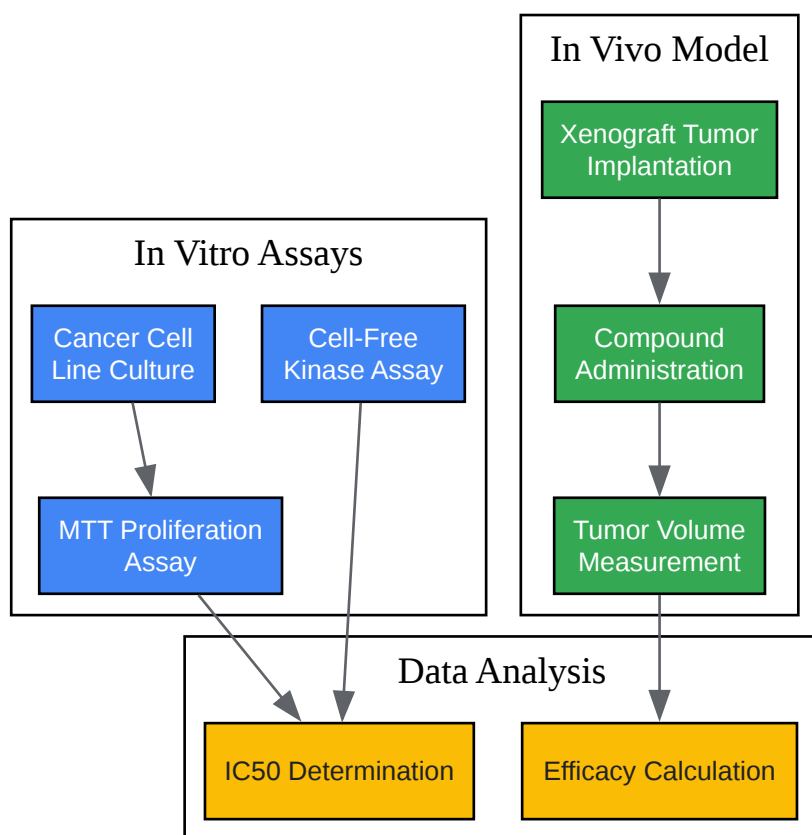 In Vivo Model
Xenograft Tumor
Implantation
In Vitro Assays
Cancer Cell
Line Culture
Cell-Free
Kinase Assay
Compound
Administration
MTT Proliferation
Assay
Tumor Volume
Measurement
Data Analysis
IC50 Determination
Efficacy Calculation